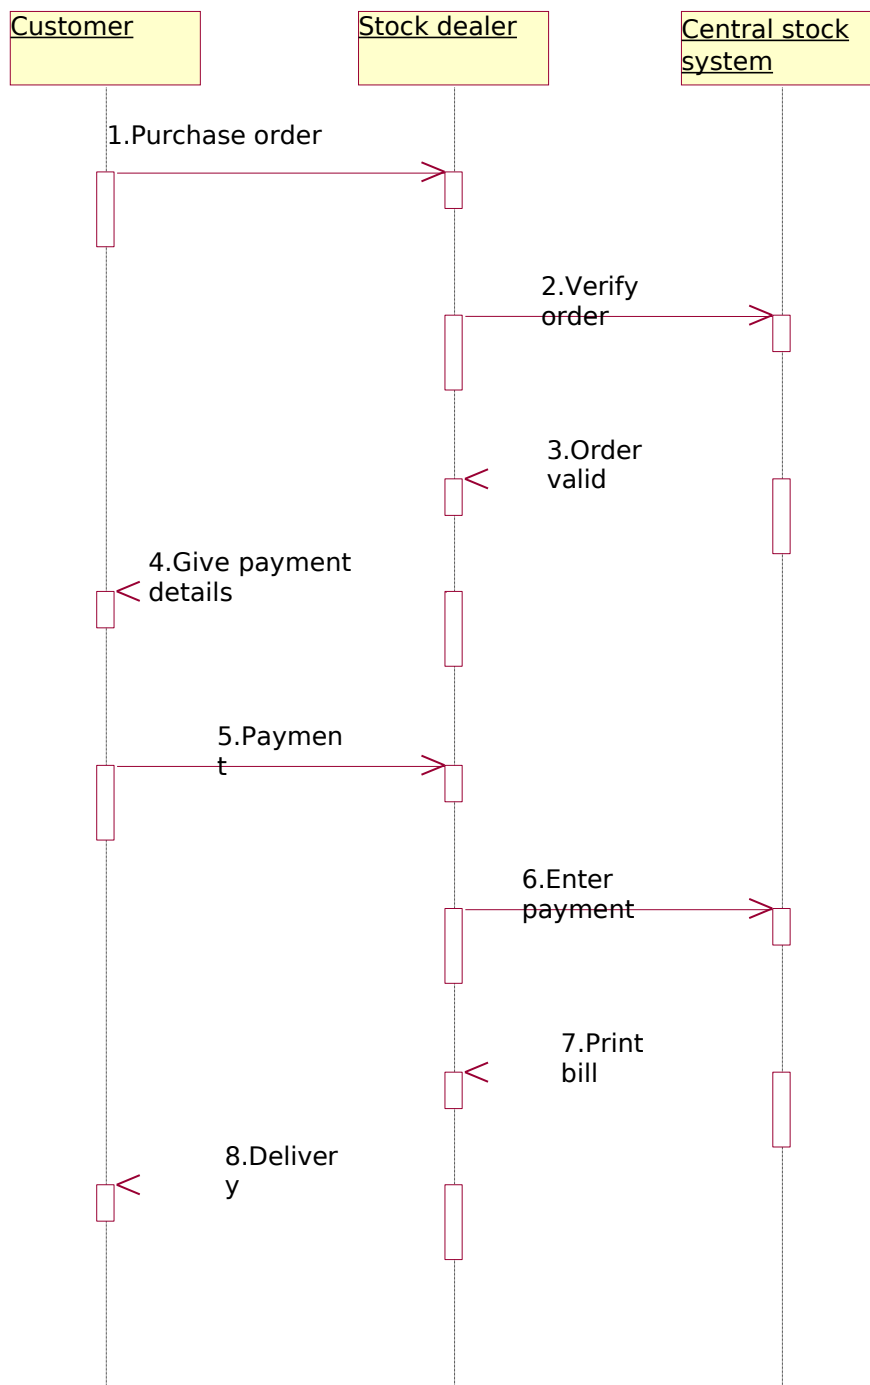 Customer
Stock dealer
Central stock
system
1.Purchase order
2.Verify
order
3.Order
valid
4.Give payment
details
5.Paymen
t
6.Enter
payment
7.Print
bill
8.Deliver
y